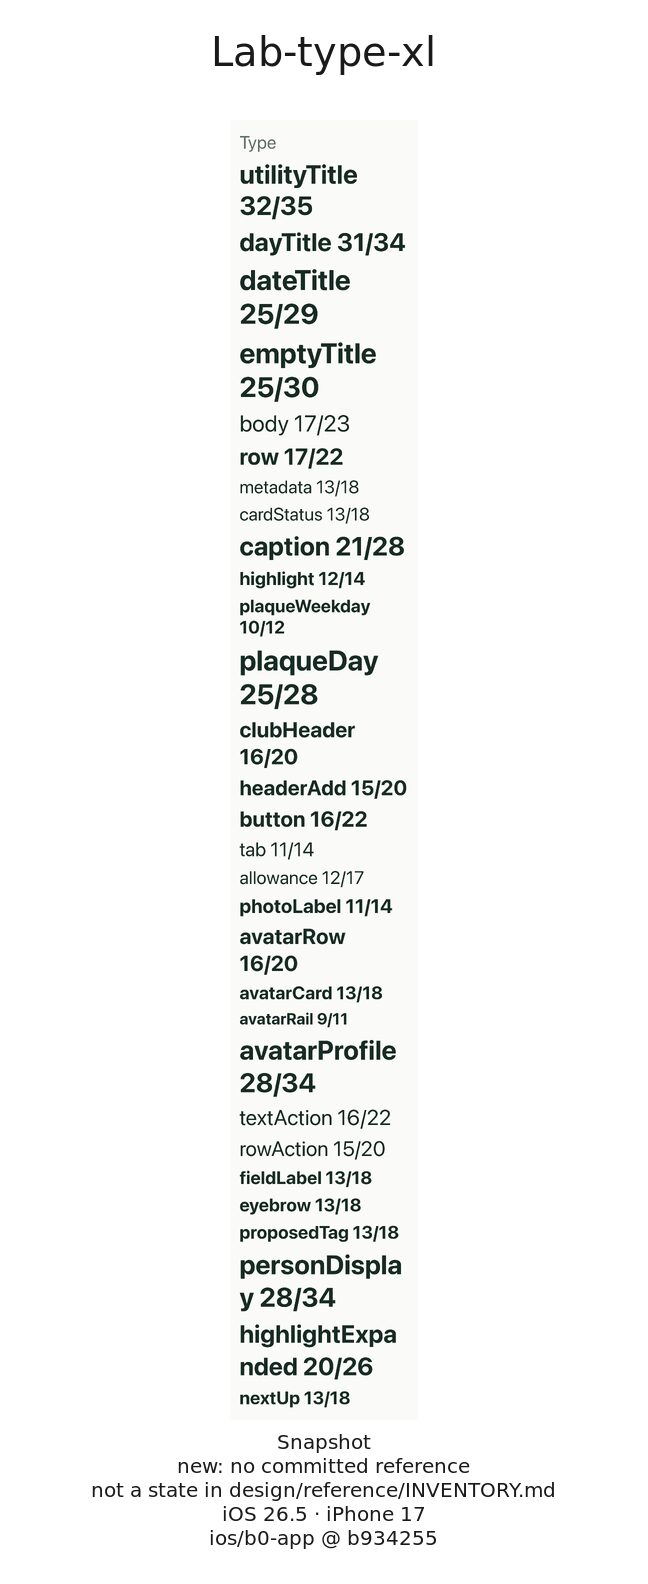 Lab-type-xl
Type
utilityTitle
32/35
dayTitle 31/34
dateTitle
25/29
emptyTitle
25/30
body 17/23
row 17/22
metadata 13/18
cardStatus 13/18
caption 21/28
highlight 12/14
plaqueWeekday
10/12
plaqueDay
25/28
clubHeader
16/20
headerAdd 15/20
button 16/22
tab 11/14
allowance 12/17
photoLabel 11/14
avatarRow
16/20
avatarCard 13/18
avatarRail 9/11
avatarProfile
28/34
textAction 16/22
rowAction 15/20
fieldLabel 13/18
eyebrow 13/18
proposedTag 13/18
personDispla
y 28/34
highlightExpa
nded 20/26
nextUp 13/18
Snapshot
new: no committed reference
not a state in design/reference/INVENTORY.md
iOS 26.5 · iPhone 17
ios/b0-app @ b934255